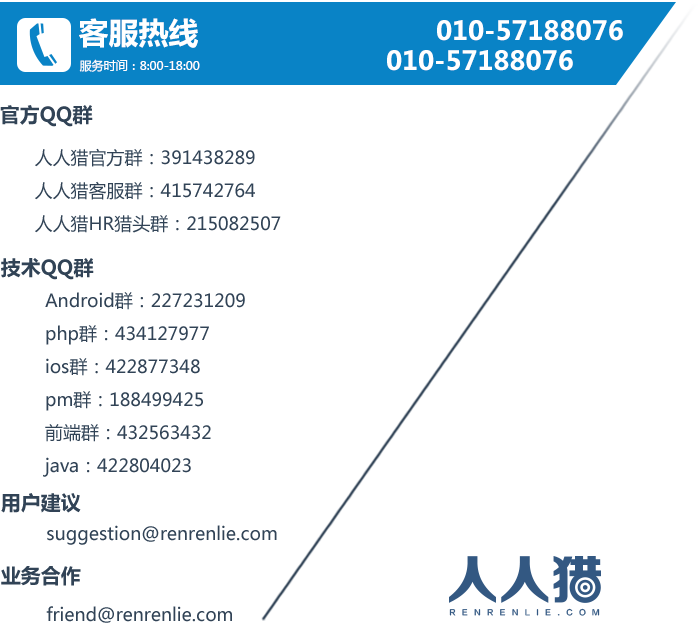 客服热线
服务时间：8:00-18:00
010-57188076
010-57188076
官方QQ群
人人猎官方群：391438289
人人猎客服群：415742764
人人猎HR猎头群：215082507
技术QQ群
Android群：227231209
php群：434127977
ios群：422877348
pm群：188499425
前端群：432563432
java：422804023
用户建议
suggestion@renrenlie.com
业务合作
friend@renrenlie.com
人人猎
RENRENLIE.COM